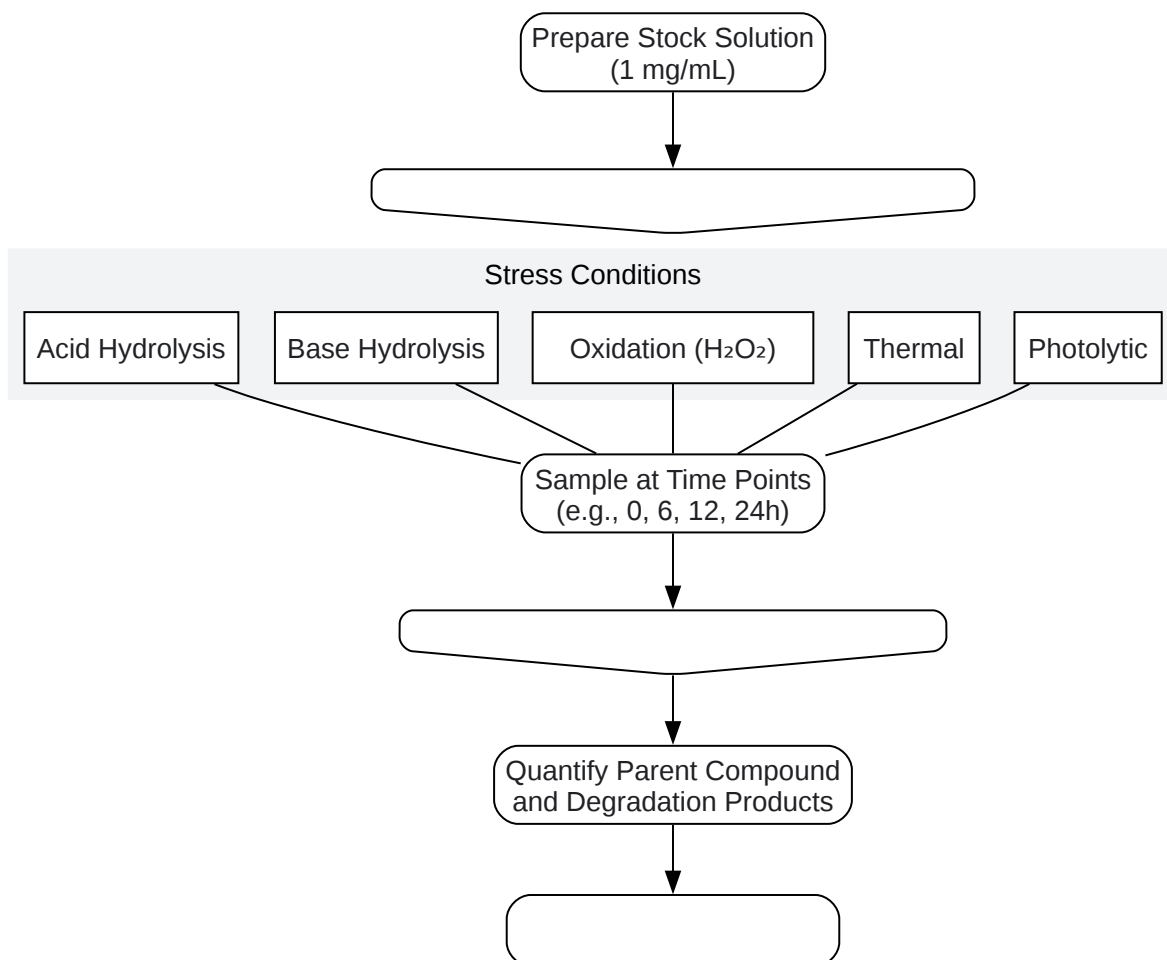 Prepare Stock Solution
(1 mg/mL)
Stress Conditions
Acid Hydrolysis
Base Hydrolysis
Oxidation (H₂O₂)
Thermal
Photolytic
Sample at Time Points
(e.g., 0, 6, 12, 24h)
Quantify Parent Compound
and Degradation Products